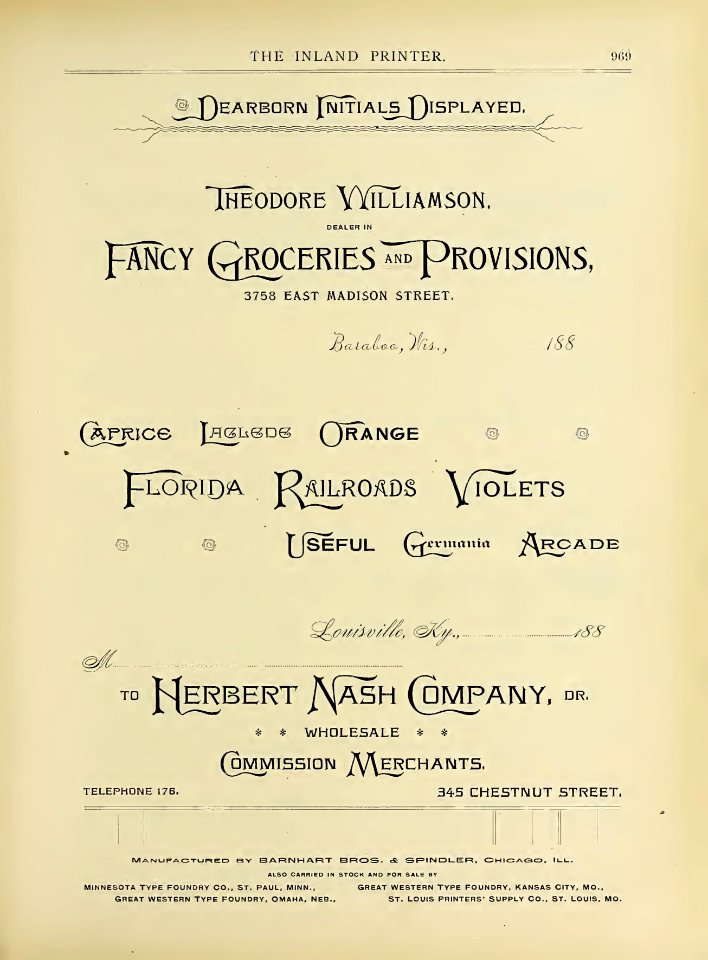 THE INLAND PRINTER. 969
DEARBORN INITIALS DISPLAYED.
THEODORE WILLIAMSON,
DEALER IN
FANCY GROCERIES AND PROVISIONS,
3758 EAST MADISON STREET.
Baraboo, Wis., 188
CAPRICE LACLEDE ORANGE
FLORIDA RAILROADS VIOLETS
USEFUL Germania ARCADE
Louisville, Ky., 188
M
TO HERBERT NASH COMPANY, DR.
* * WHOLESALE * *
COMMISSION MERCHANTS.
TELEPHONE 176. 345 CHESTNUT STREET.
MANUFACTURED BY BARNHART BROS. & SPINDLER, CHICAGO, ILL.
ALSO CARRIED IN STOCK AND FOR SALE BY
MINNESOTA TYPE FOUNDRY CO., ST. PAUL, MINN., GREAT WESTERN TYPE FOUNDRY, KANSAS CITY, MO.,
GREAT WESTERN TYPE FOUNDRY, OMAHA, NEB., ST. LOUIS PRINTERS' SUPPLY CO., ST. LOUIS, MO.